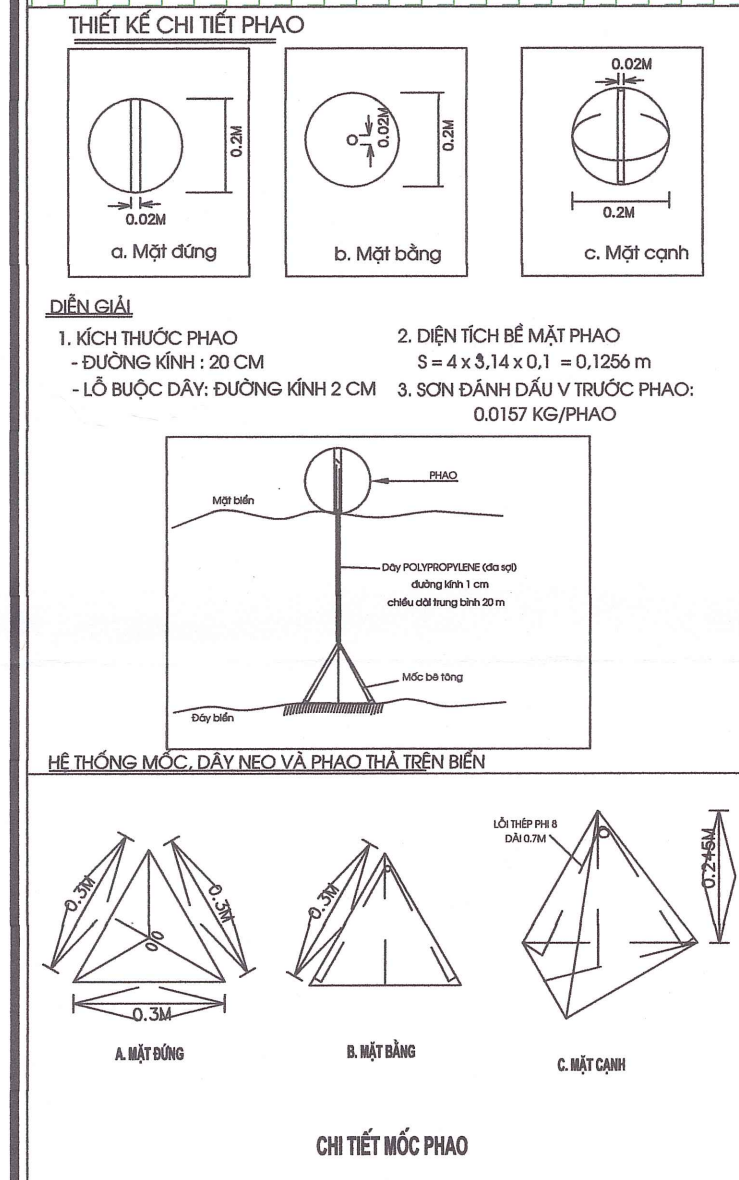 THIẾT KẾ CHI TIẾT PHAO
0.2M
0.02M
a. Mặt đứng
0.02M
0.2M
b. Mặt bằng
0.02M
0.2M
c. Mặt cạnh
DIỄN GIẢI
1. KÍCH THƯỚC PHAO
- ĐƯỜNG KÍNH : 20 CM
- LỖ BUỘC DÂY: ĐƯỜNG KÍNH 2 CM
2. DIỆN TÍCH BỀ MẶT PHAO
S = 4 x 3,14 x 0,1 = 0,1256 m
3. SƠN ĐÁNH DẤU V TRƯỚC PHAO:
0.0157 KG/PHAO
PHAO
Mặt biển
Dây POLYPROPYLENE (đa sợi)
đường kính 1 cm
chiều dài trung bình 20 m
Mốc bê tông
Đáy biển
HỆ THỐNG MỐC, DÂY NEO VÀ PHAO THẢ TRÊN BIỂN
0.3M
0.3M
0.3M
A. MẶT ĐỨNG
0.3M
B. MẶT BẰNG
LÕI THÉP PHI 8
DÀI 0.7M
0.245M
C. MẶT CẠNH
CHI TIẾT MỐC PHAO